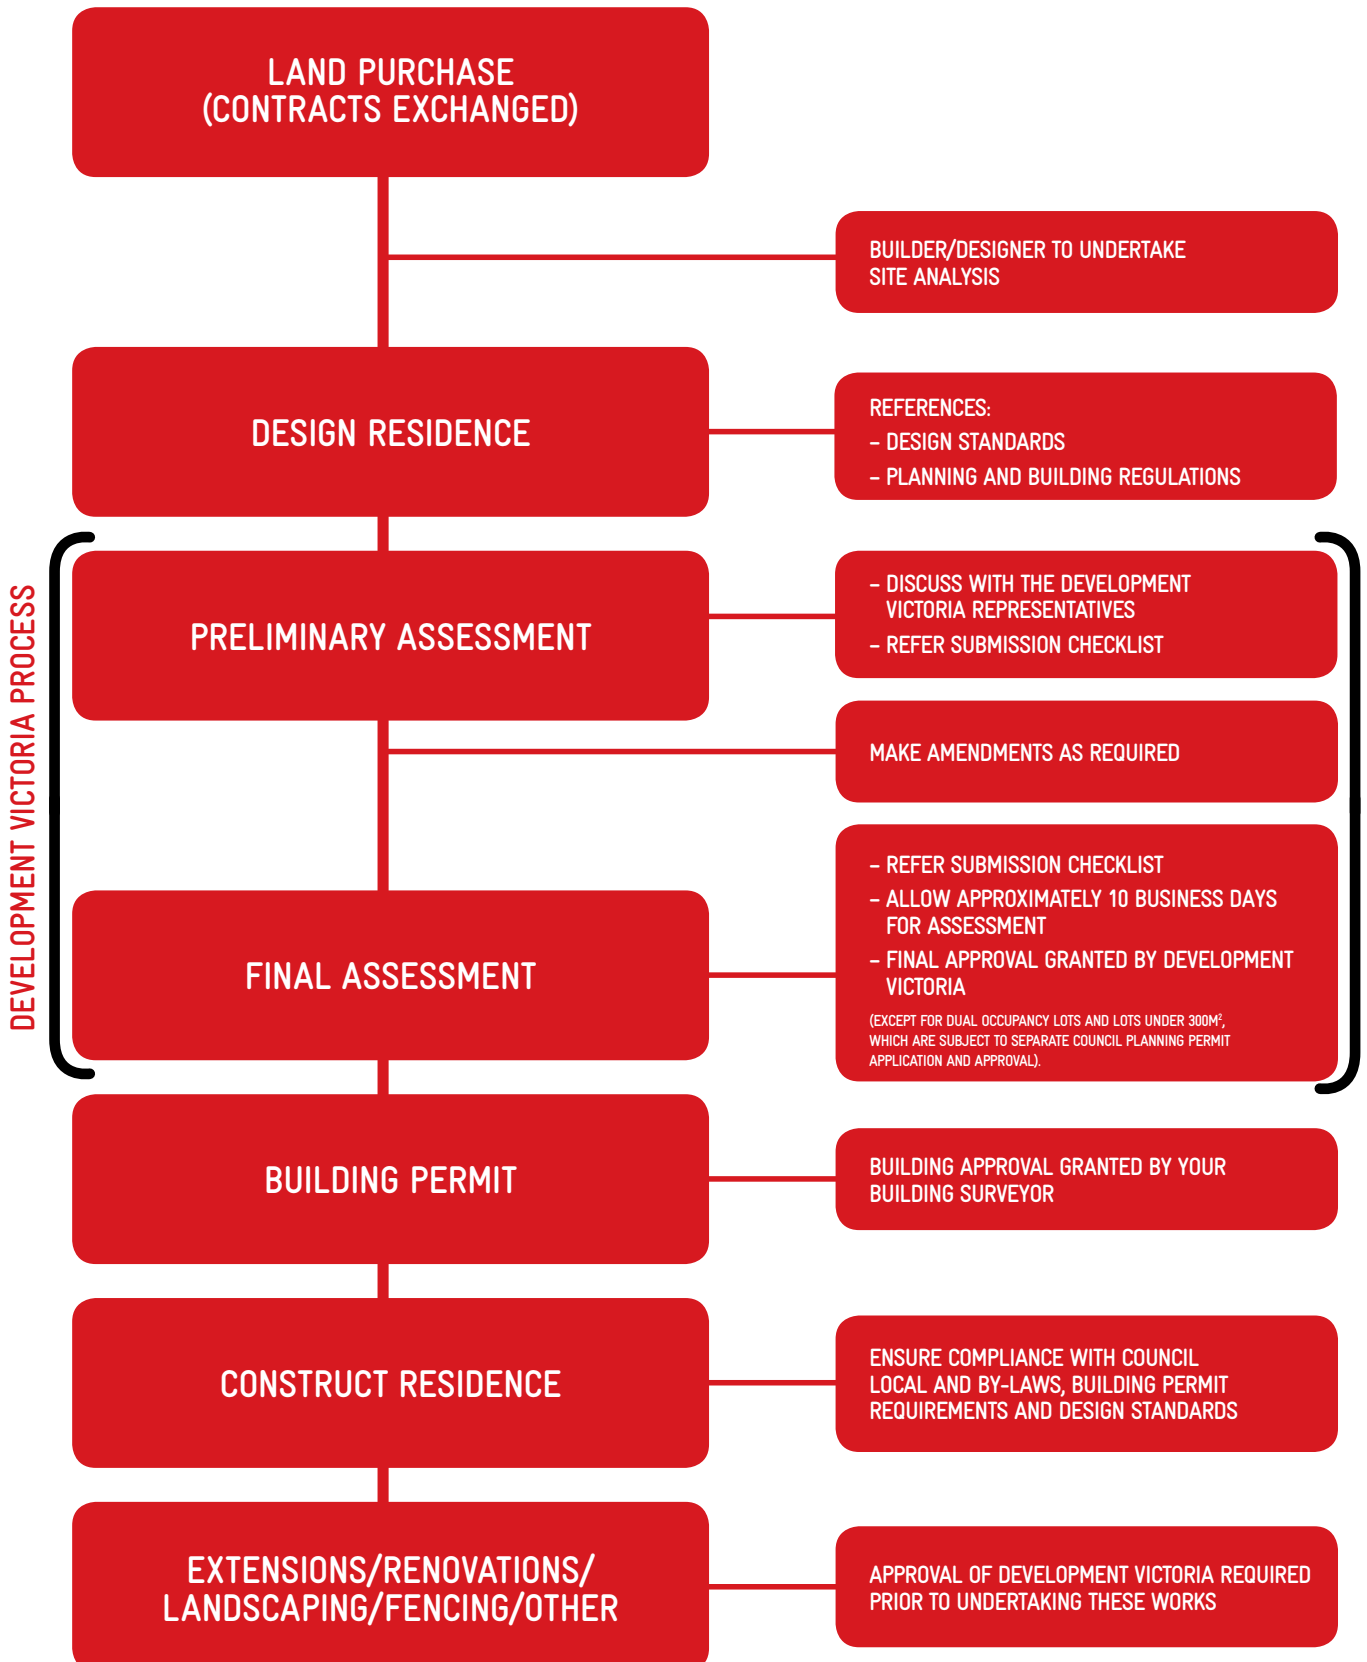 LAND PURCHASE
(CONTRACTS EXCHANGED)
BUILDER/DESIGNER TO UNDERTAKE
SITE ANALYSIS
DESIGN RESIDENCE
REFERENCES:
– DESIGN STANDARDS
– PLANNING AND BUILDING REGULATIONS
DEVELOPMENT VICTORIA PROCESS
PRELIMINARY ASSESSMENT
– DISCUSS WITH THE DEVELOPMENT
VICTORIA REPRESENTATIVES
– REFER SUBMISSION CHECKLIST
MAKE AMENDMENTS AS REQUIRED
FINAL ASSESSMENT
– REFER SUBMISSION CHECKLIST
– ALLOW APPROXIMATELY 10 BUSINESS DAYS
FOR ASSESSMENT
– FINAL APPROVAL GRANTED BY DEVELOPMENT
VICTORIA
(EXCEPT FOR DUAL OCCUPANCY LOTS AND LOTS UNDER 300M²,
WHICH ARE SUBJECT TO SEPARATE COUNCIL PLANNING PERMIT
APPLICATION AND APPROVAL).
BUILDING PERMIT
BUILDING APPROVAL GRANTED BY YOUR
BUILDING SURVEYOR
CONSTRUCT RESIDENCE
ENSURE COMPLIANCE WITH COUNCIL
LOCAL AND BY-LAWS, BUILDING PERMIT
REQUIREMENTS AND DESIGN STANDARDS
EXTENSIONS/RENOVATIONS/
LANDSCAPING/FENCING/OTHER
APPROVAL OF DEVELOPMENT VICTORIA REQUIRED
PRIOR TO UNDERTAKING THESE WORKS